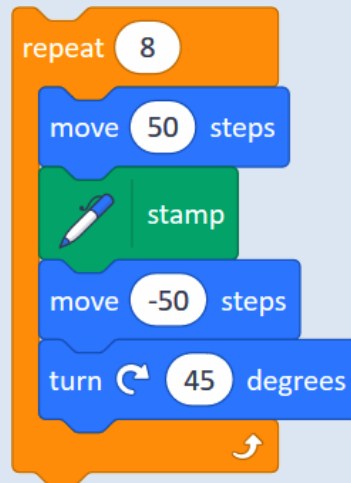 repeat 8
move 50 steps
stamp
move -50 steps
turn 45 degrees